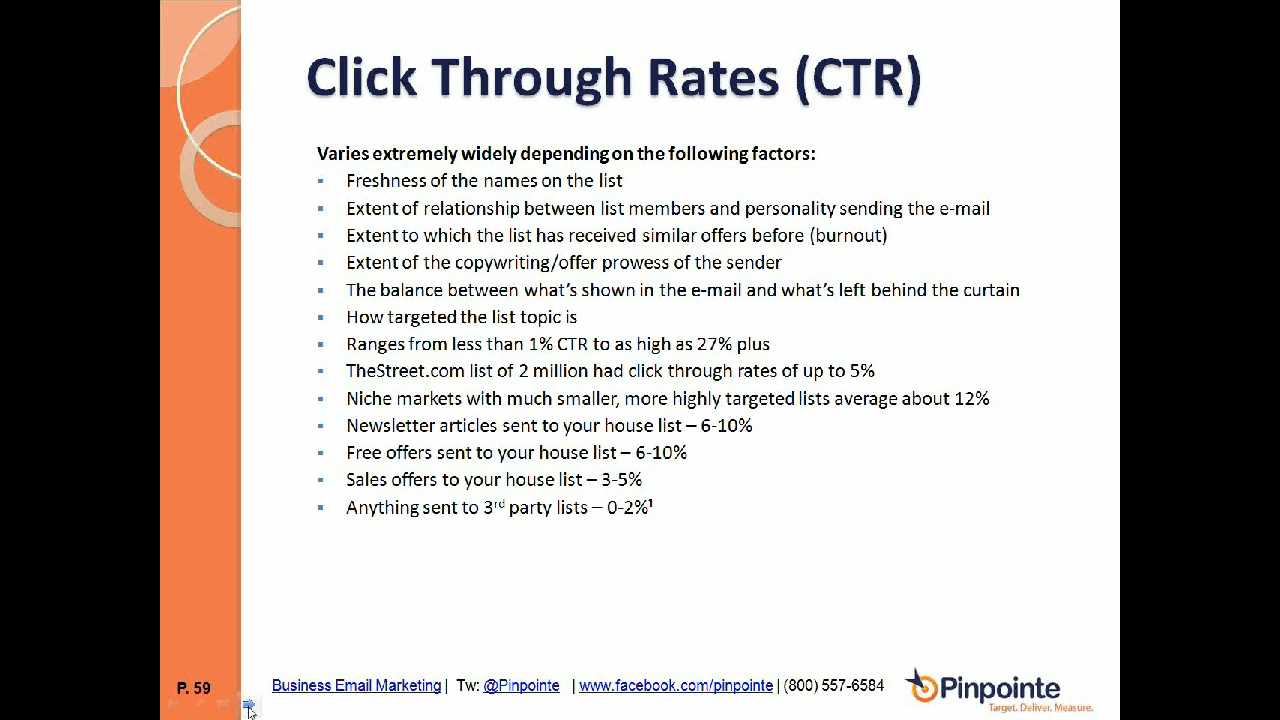 Click Through Rates (CTR)
Varies extremely widely depending on the following factors:
▪ Freshness of the names on the list
▪ Extent of relationship between list members and personality sending the e-mail
▪ Extent to which the list has received similar offers before (burnout)
▪ Extent of the copywriting/offer prowess of the sender
▪ The balance between what’s shown in the e-mail and what’s left behind the curtain
▪ How targeted the list topic is
▪ Ranges from less than 1% CTR to as high as 27% plus
▪ TheStreet.com list of 2 million had click through rates of up to 5%
▪ Niche markets with much smaller, more highly targeted lists average about 12%
▪ Newsletter articles sent to your house list – 6-10%
▪ Free offers sent to your house list – 6-10%
▪ Sales offers to your house list – 3-5%
▪ Anything sent to 3rd party lists – 0-2%¹
P. 59
Business Email Marketing | Tw: @Pinpointe | www.facebook.com/pinpointe | (800) 557-6584
Pinpointe
Target. Deliver. Measure.